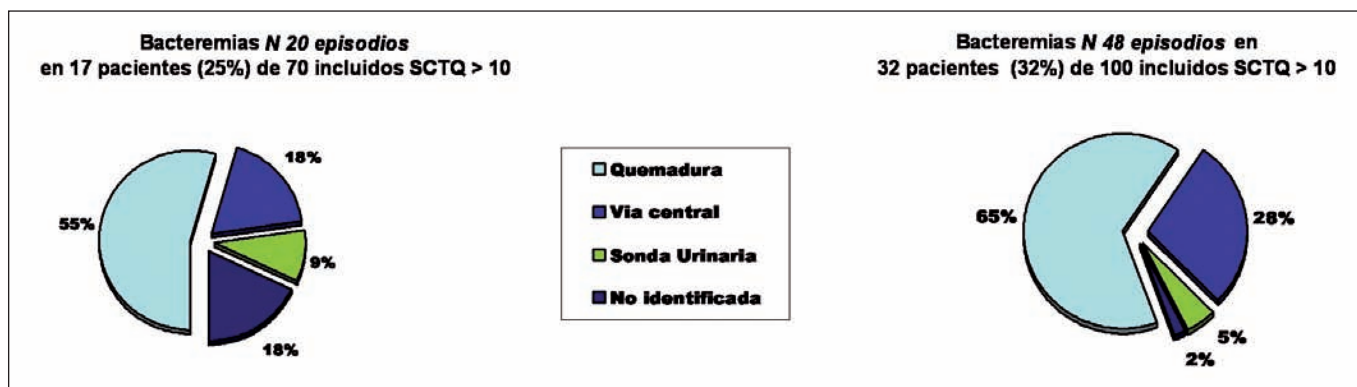 Bacteremias N 20 episodios
en 17 pacientes (25%) de 70 incluidos SCTQ > 10
18%
55%
9%
18%
Quemadura
Via central
Sonda Urinaria
No identificada
Bacteremias N 48 episodios en
32 pacientes (32%) de 100 incluidos SCTQ > 10
65%
28%
5%
2%